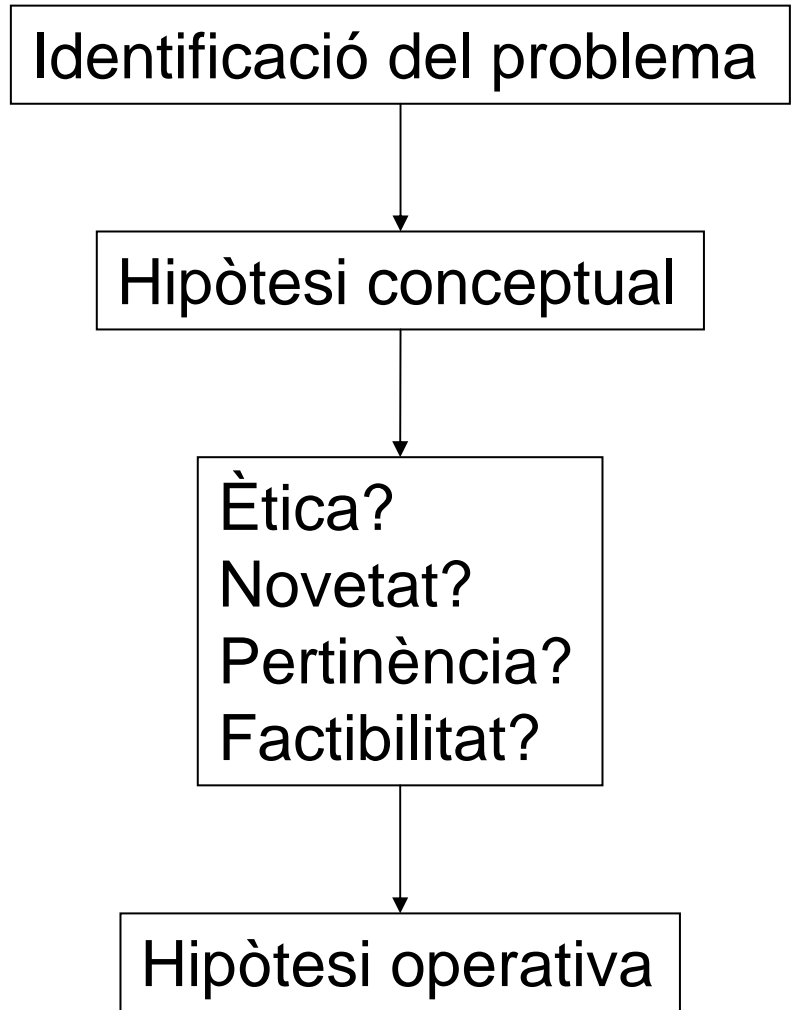 Identificació del problema
Hipòtesi conceptual
Ètica?
Novetat?
Pertinència?
Factibilitat?
Hipòtesi operativa